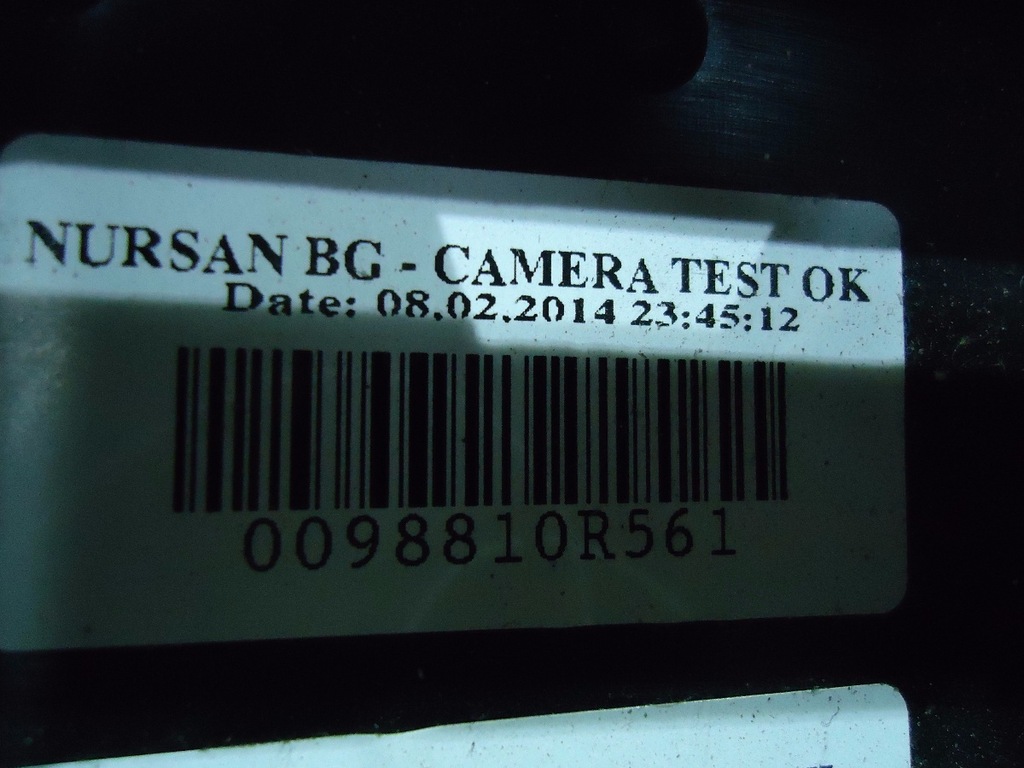 NURSAN BG - CAMERA TEST OK
Date: 08.02.2014 23:45:12
0098810R561